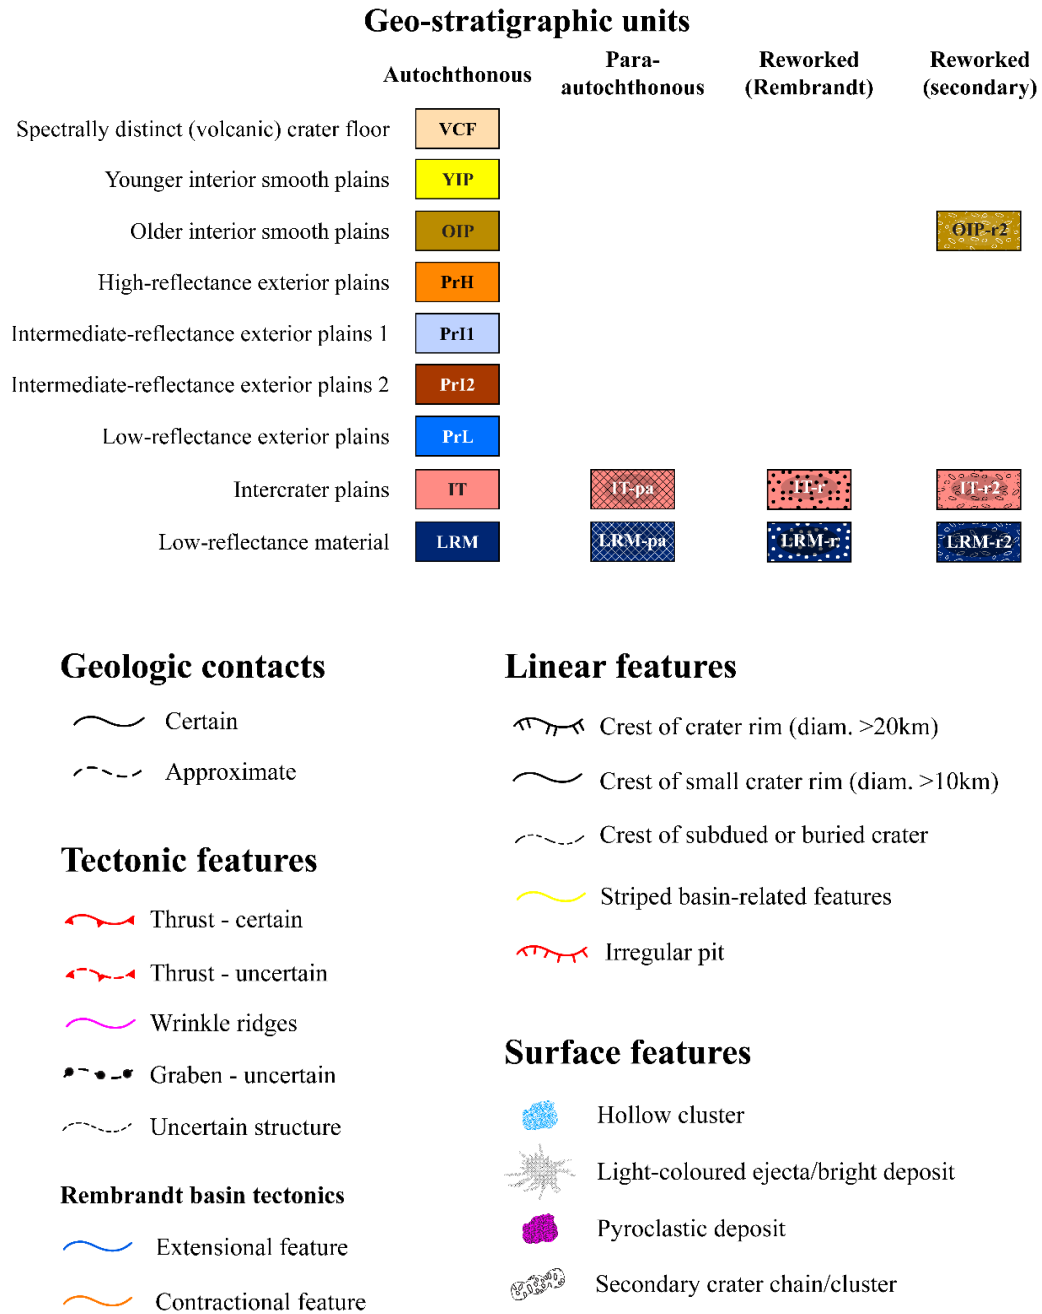 Geo-stratigraphic units
Autochthonous
Para-
autochthonous
Reworked
(Rembrandt)
Reworked
(secondary)
Spectrally distinct (volcanic) crater floor VCF
Younger interior smooth plains YIP
Older interior smooth plains OIP OIP-r2
High-reflectance exterior plains PrH
Intermediate-reflectance exterior plains 1 PrI1
Intermediate-reflectance exterior plains 2 PrI2
Low-reflectance exterior plains PrL
Intercrater plains IT IT-pa IT-r IT-r2
Low-reflectance material LRM LRM-pa LRM-r LRM-r2
Geologic contacts
Certain
Approximate
Tectonic features
Thrust - certain
Thrust - uncertain
Wrinkle ridges
Graben - uncertain
Uncertain structure
Rembrandt basin tectonics
Extensional feature
Contractional feature
Linear features
Crest of crater rim (diam. >20km)
Crest of small crater rim (diam. >10km)
Crest of subdued or buried crater
Striped basin-related features
Irregular pit
Surface features
Hollow cluster
Light-coloured ejecta/bright deposit
Pyroclastic deposit
Secondary crater chain/cluster